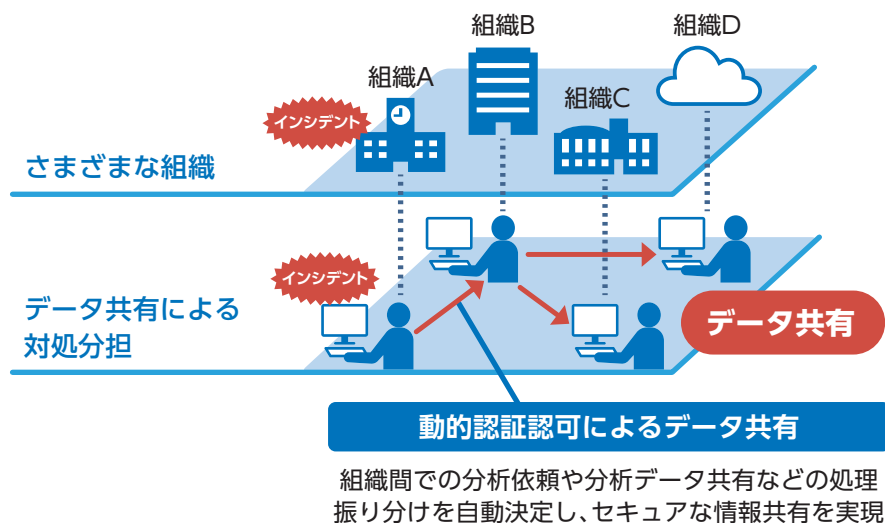 組織B
組織D
組織A
組織C
インシデント
さまざまな組織
インシデント
データ共有による
対処分担
データ共有
動的認証認可によるデータ共有
組織間での分析依頼や分析データ共有などの処理
振り分けを自動決定し、セキュアな情報共有を実現